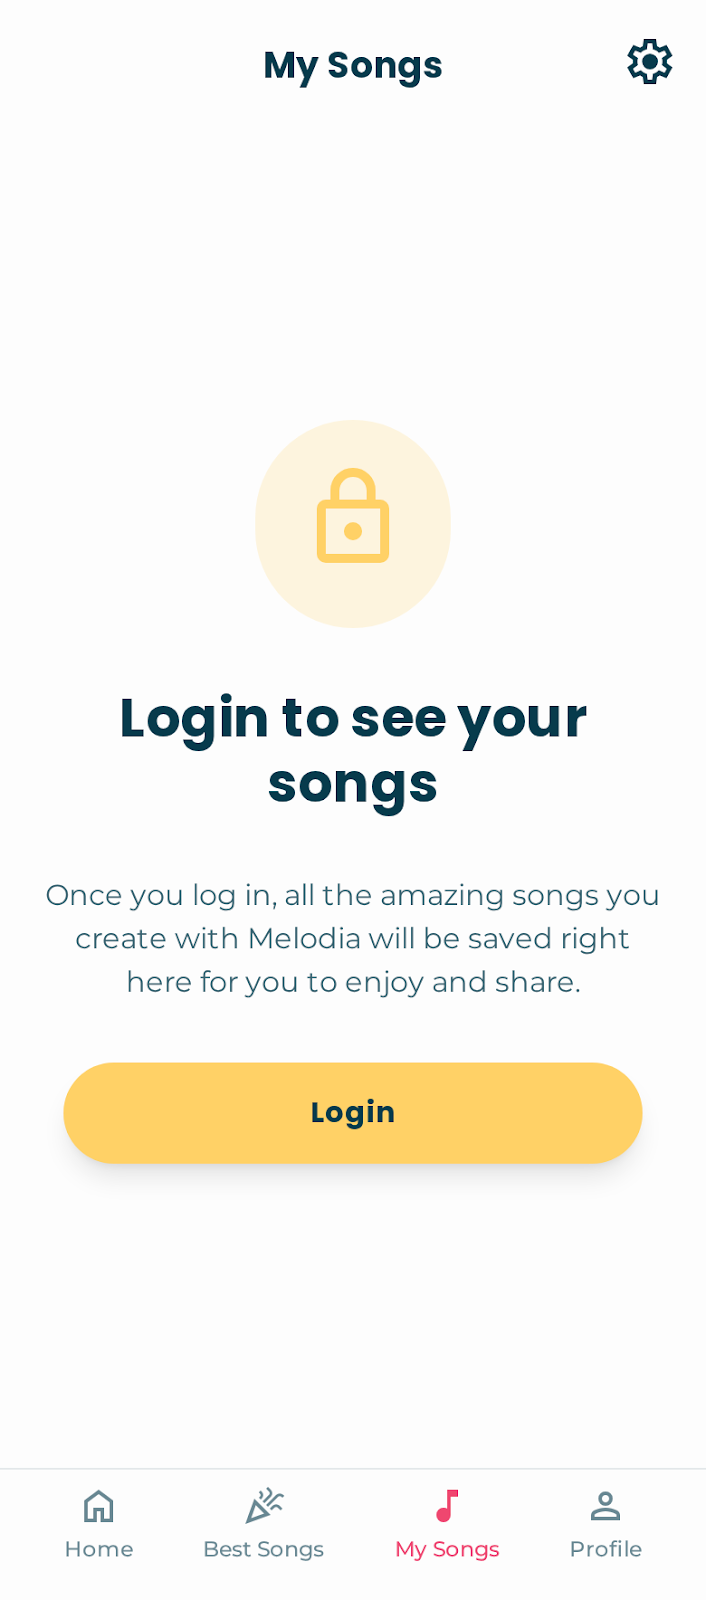 My Songs
Login to see your
songs
Once you log in, all the amazing songs you
create with Melodia will be saved right
here for you to enjoy and share.
Login
Home
Best Songs
My Songs
Profile